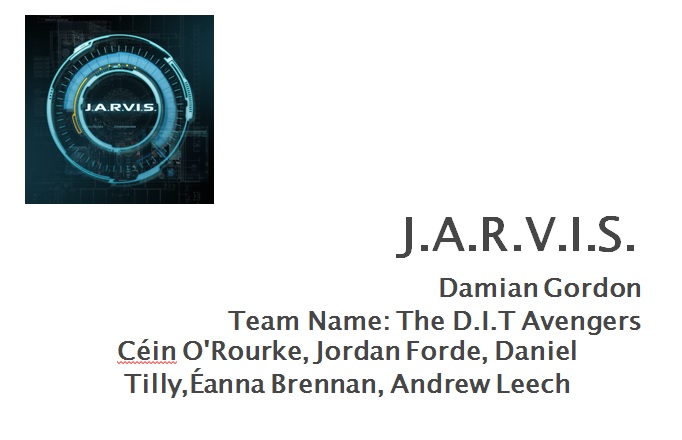 J.A.R.V.I.S.
J.A.R.V.I.S.
Damian Gordon
Team Name: The D.I.T Avengers
Céin O'Rourke, Jordan Forde, Daniel
Tilly,Éanna Brennan, Andrew Leech